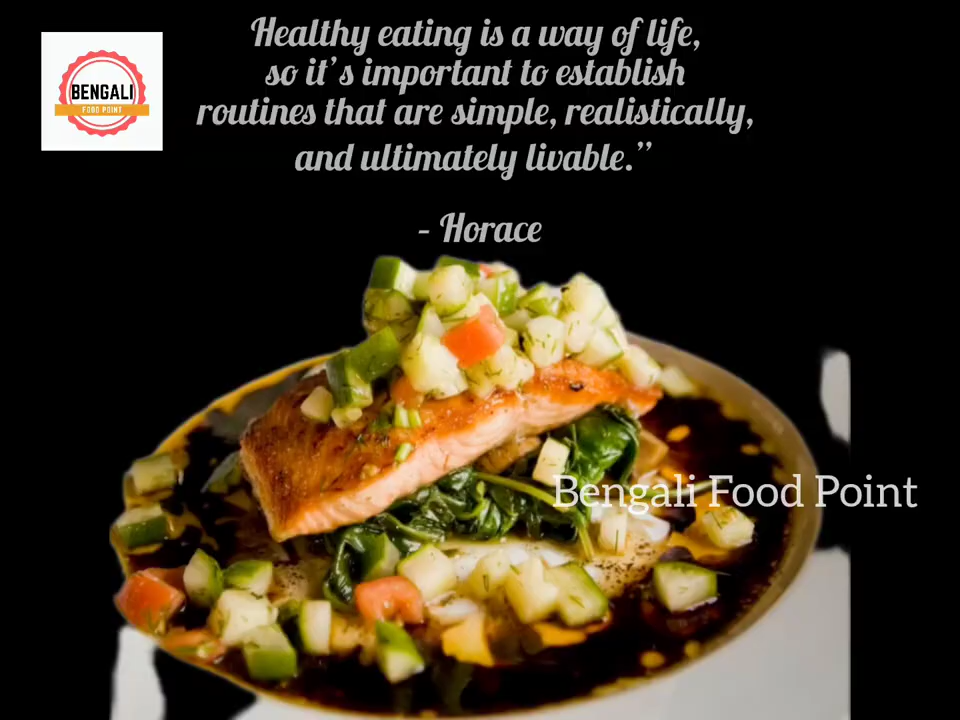 Healthy eating is a way of life,
so it's important to establish
routines that are simple, realistically,
and ultimately livable.”
- Horace
BENGALI
FOOD POINT
Bengali Food Point